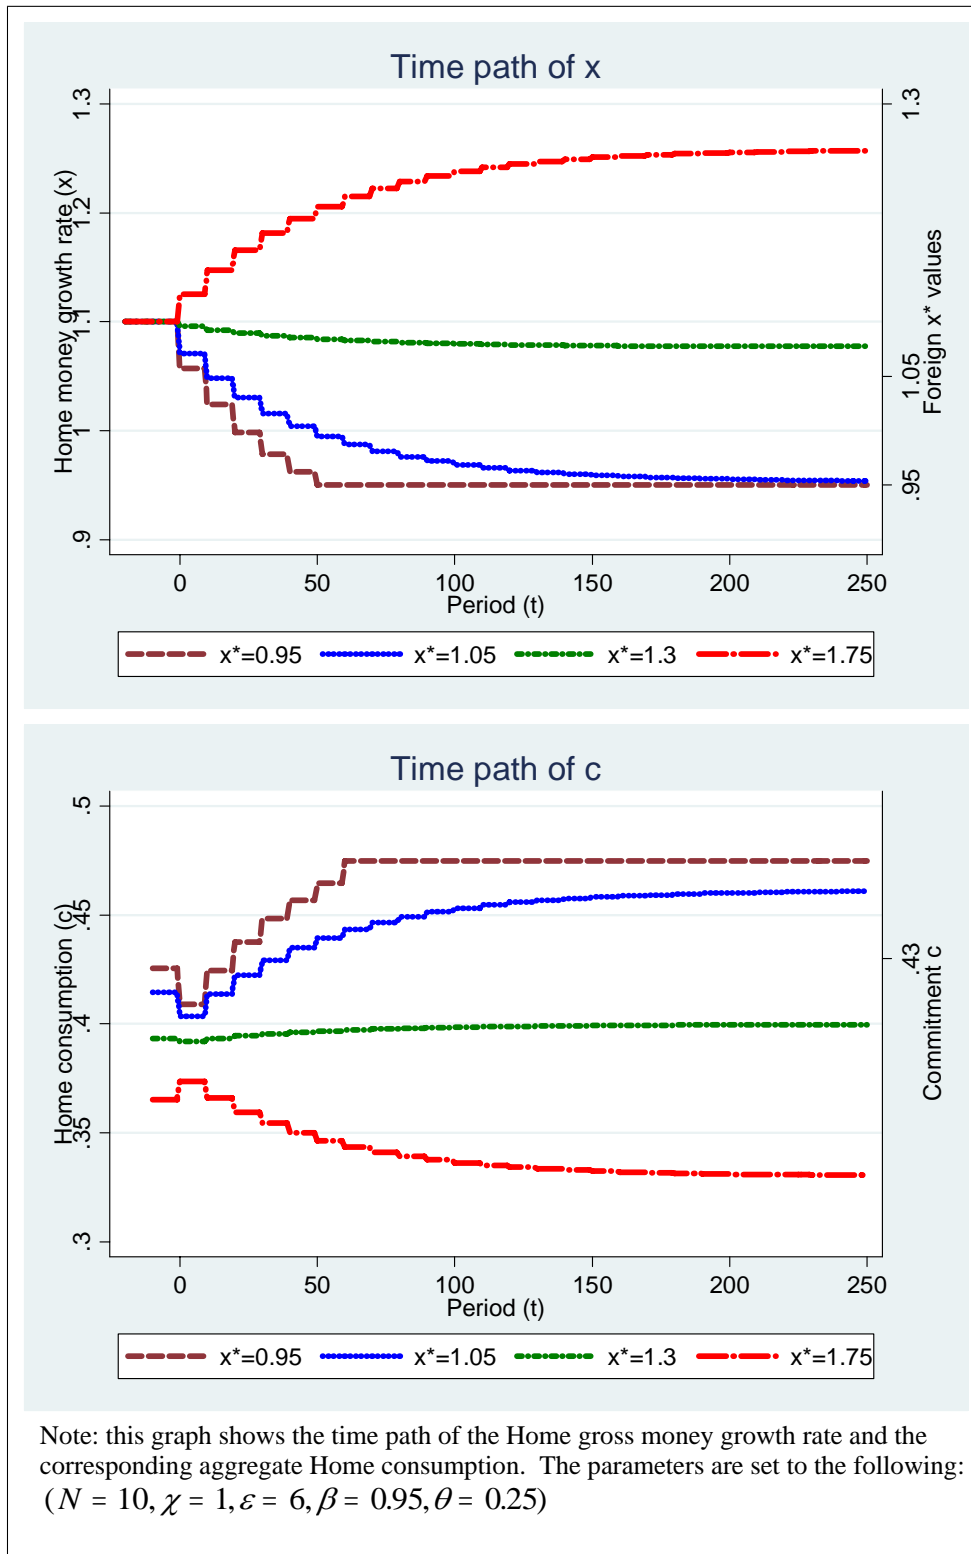 Time path of x
Home money growth rate (x)
1.3
1.2
1.1
1
.9
1.3
1.05
.95
Foreign x* values
0 50 100 150 200 250
Period (t)
x*=0.95 x*=1.05 x*=1.3 x*=1.75
Time path of c
Home consumption (c)
.5
.45
.4
.35
.3
.43
Commitment c
0 50 100 150 200 250
Period (t)
x*=0.95 x*=1.05 x*=1.3 x*=1.75
Note: this graph shows the time path of the Home gross money growth rate and the
corresponding aggregate Home consumption. The parameters are set to the following:
(N = 10, χ = 1, ε = 6, β = 0.95, θ = 0.25)